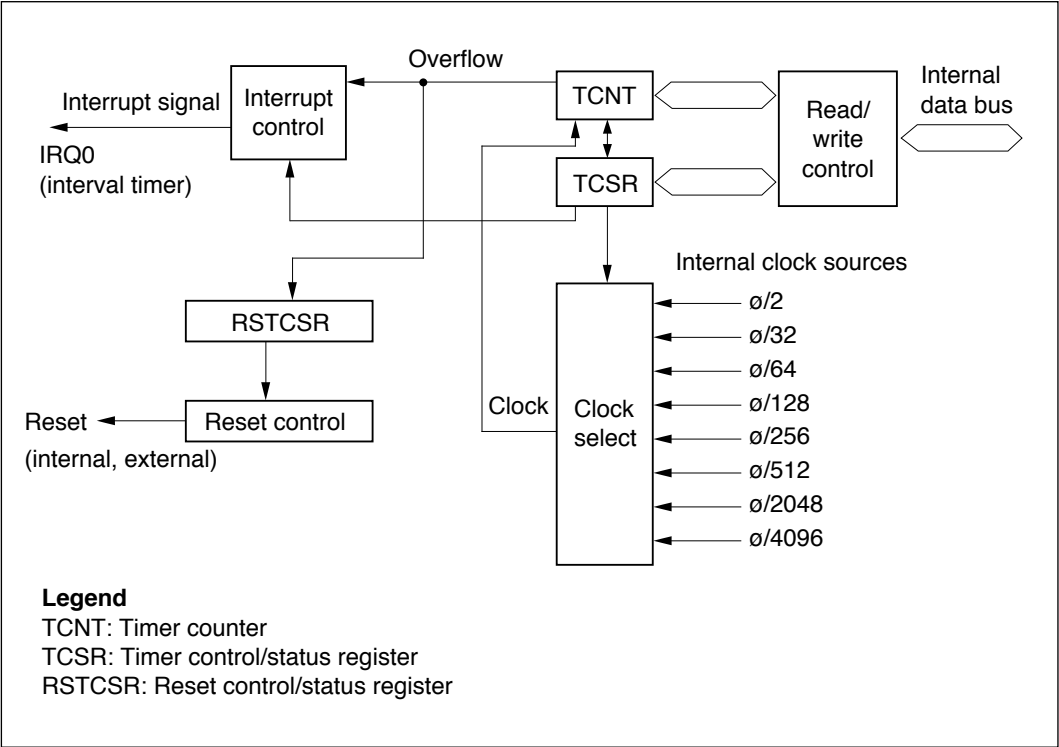 Overflow
Interrupt signal
Interrupt
control
IRQ0
(interval timer)
TCNT
TCSR
Read/
write
control
Internal
data bus
RSTCSR
Reset control
Reset
(internal, external)
Clock
Clock
select
Internal clock sources
ø/2
ø/32
ø/64
ø/128
ø/256
ø/512
ø/2048
ø/4096
Legend
TCNT: Timer counter
TCSR: Timer control/status register
RSTCSR: Reset control/status register